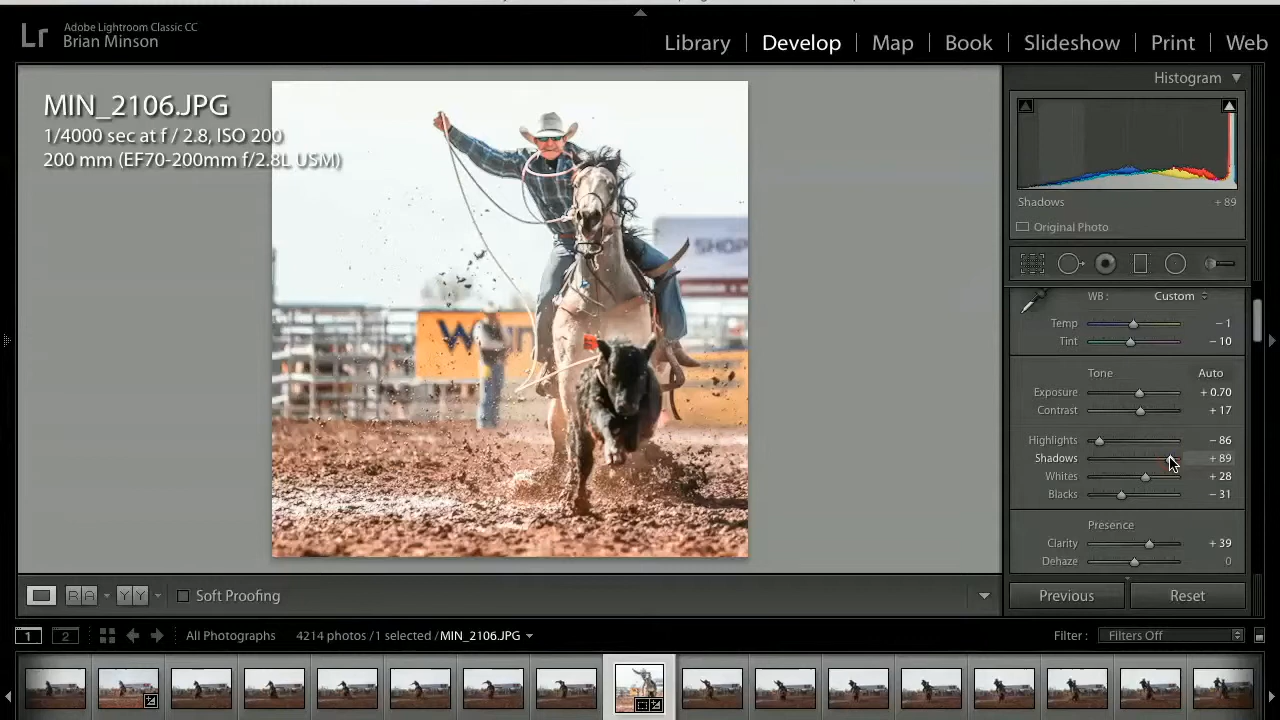 Lr
Adobe Lightroom Classic CC
Brian Minson
Library | Develop | Map | Book | Slideshow | Print | Web
MIN_2106.JPG
1/4000 sec at f / 2.8, ISO 200
200 mm (EF70-200mm f/2.8L USM)
SHOP
Histogram
Shadows + 89
Original Photo
WB : Custom
Temp − 1
Tint − 10
Tone Auto
Exposure + 0.70
Contrast + 17
Highlights − 86
Shadows + 89
Whites + 28
Blacks − 31
Presence
Clarity + 39
Dehaze 0
Previous Reset
R A Y Y Soft Proofing
1 2 All Photographs 4214 photos /1 selected /MIN_2106.JPG Filter : Filters Off